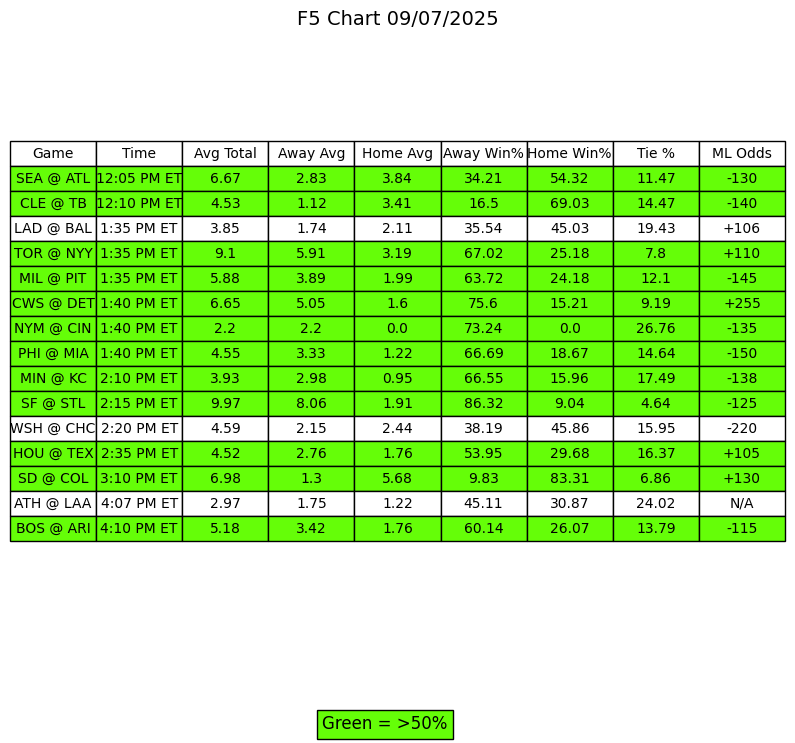 F5 Chart 09/07/2025
Game Time Avg Total Away Avg Home Avg Away Win% Home Win% Tie % ML Odds
SEA @ ATL 12:05 PM ET 6.67 2.83 3.84 34.21 54.32 11.47 -130
CLE @ TB 12:10 PM ET 4.53 1.12 3.41 16.5 69.03 14.47 -140
LAD @ BAL 1:35 PM ET 3.85 1.74 2.11 35.54 45.03 19.43 +106
TOR @ NYY 1:35 PM ET 9.1 5.91 3.19 67.02 25.18 7.8 +110
MIL @ PIT 1:35 PM ET 5.88 3.89 1.99 63.72 24.18 12.1 -145
CWS @ DET 1:40 PM ET 6.65 5.05 1.6 75.6 15.21 9.19 +255
NYM @ CIN 1:40 PM ET 2.2 2.2 0.0 73.24 0.0 26.76 -135
PHI @ MIA 1:40 PM ET 4.55 3.33 1.22 66.69 18.67 14.64 -150
MIN @ KC 2:10 PM ET 3.93 2.98 0.95 66.55 15.96 17.49 -138
SF @ STL 2:15 PM ET 9.97 8.06 1.91 86.32 9.04 4.64 -125
WSH @ CHC 2:20 PM ET 4.59 2.15 2.44 38.19 45.86 15.95 -220
HOU @ TEX 2:35 PM ET 4.52 2.76 1.76 53.95 29.68 16.37 +105
SD @ COL 3:10 PM ET 6.98 1.3 5.68 9.83 83.31 6.86 +130
ATH @ LAA 4:07 PM ET 2.97 1.75 1.22 45.11 30.87 24.02 N/A
BOS @ ARI 4:10 PM ET 5.18 3.42 1.76 60.14 26.07 13.79 -115
Green = >50%